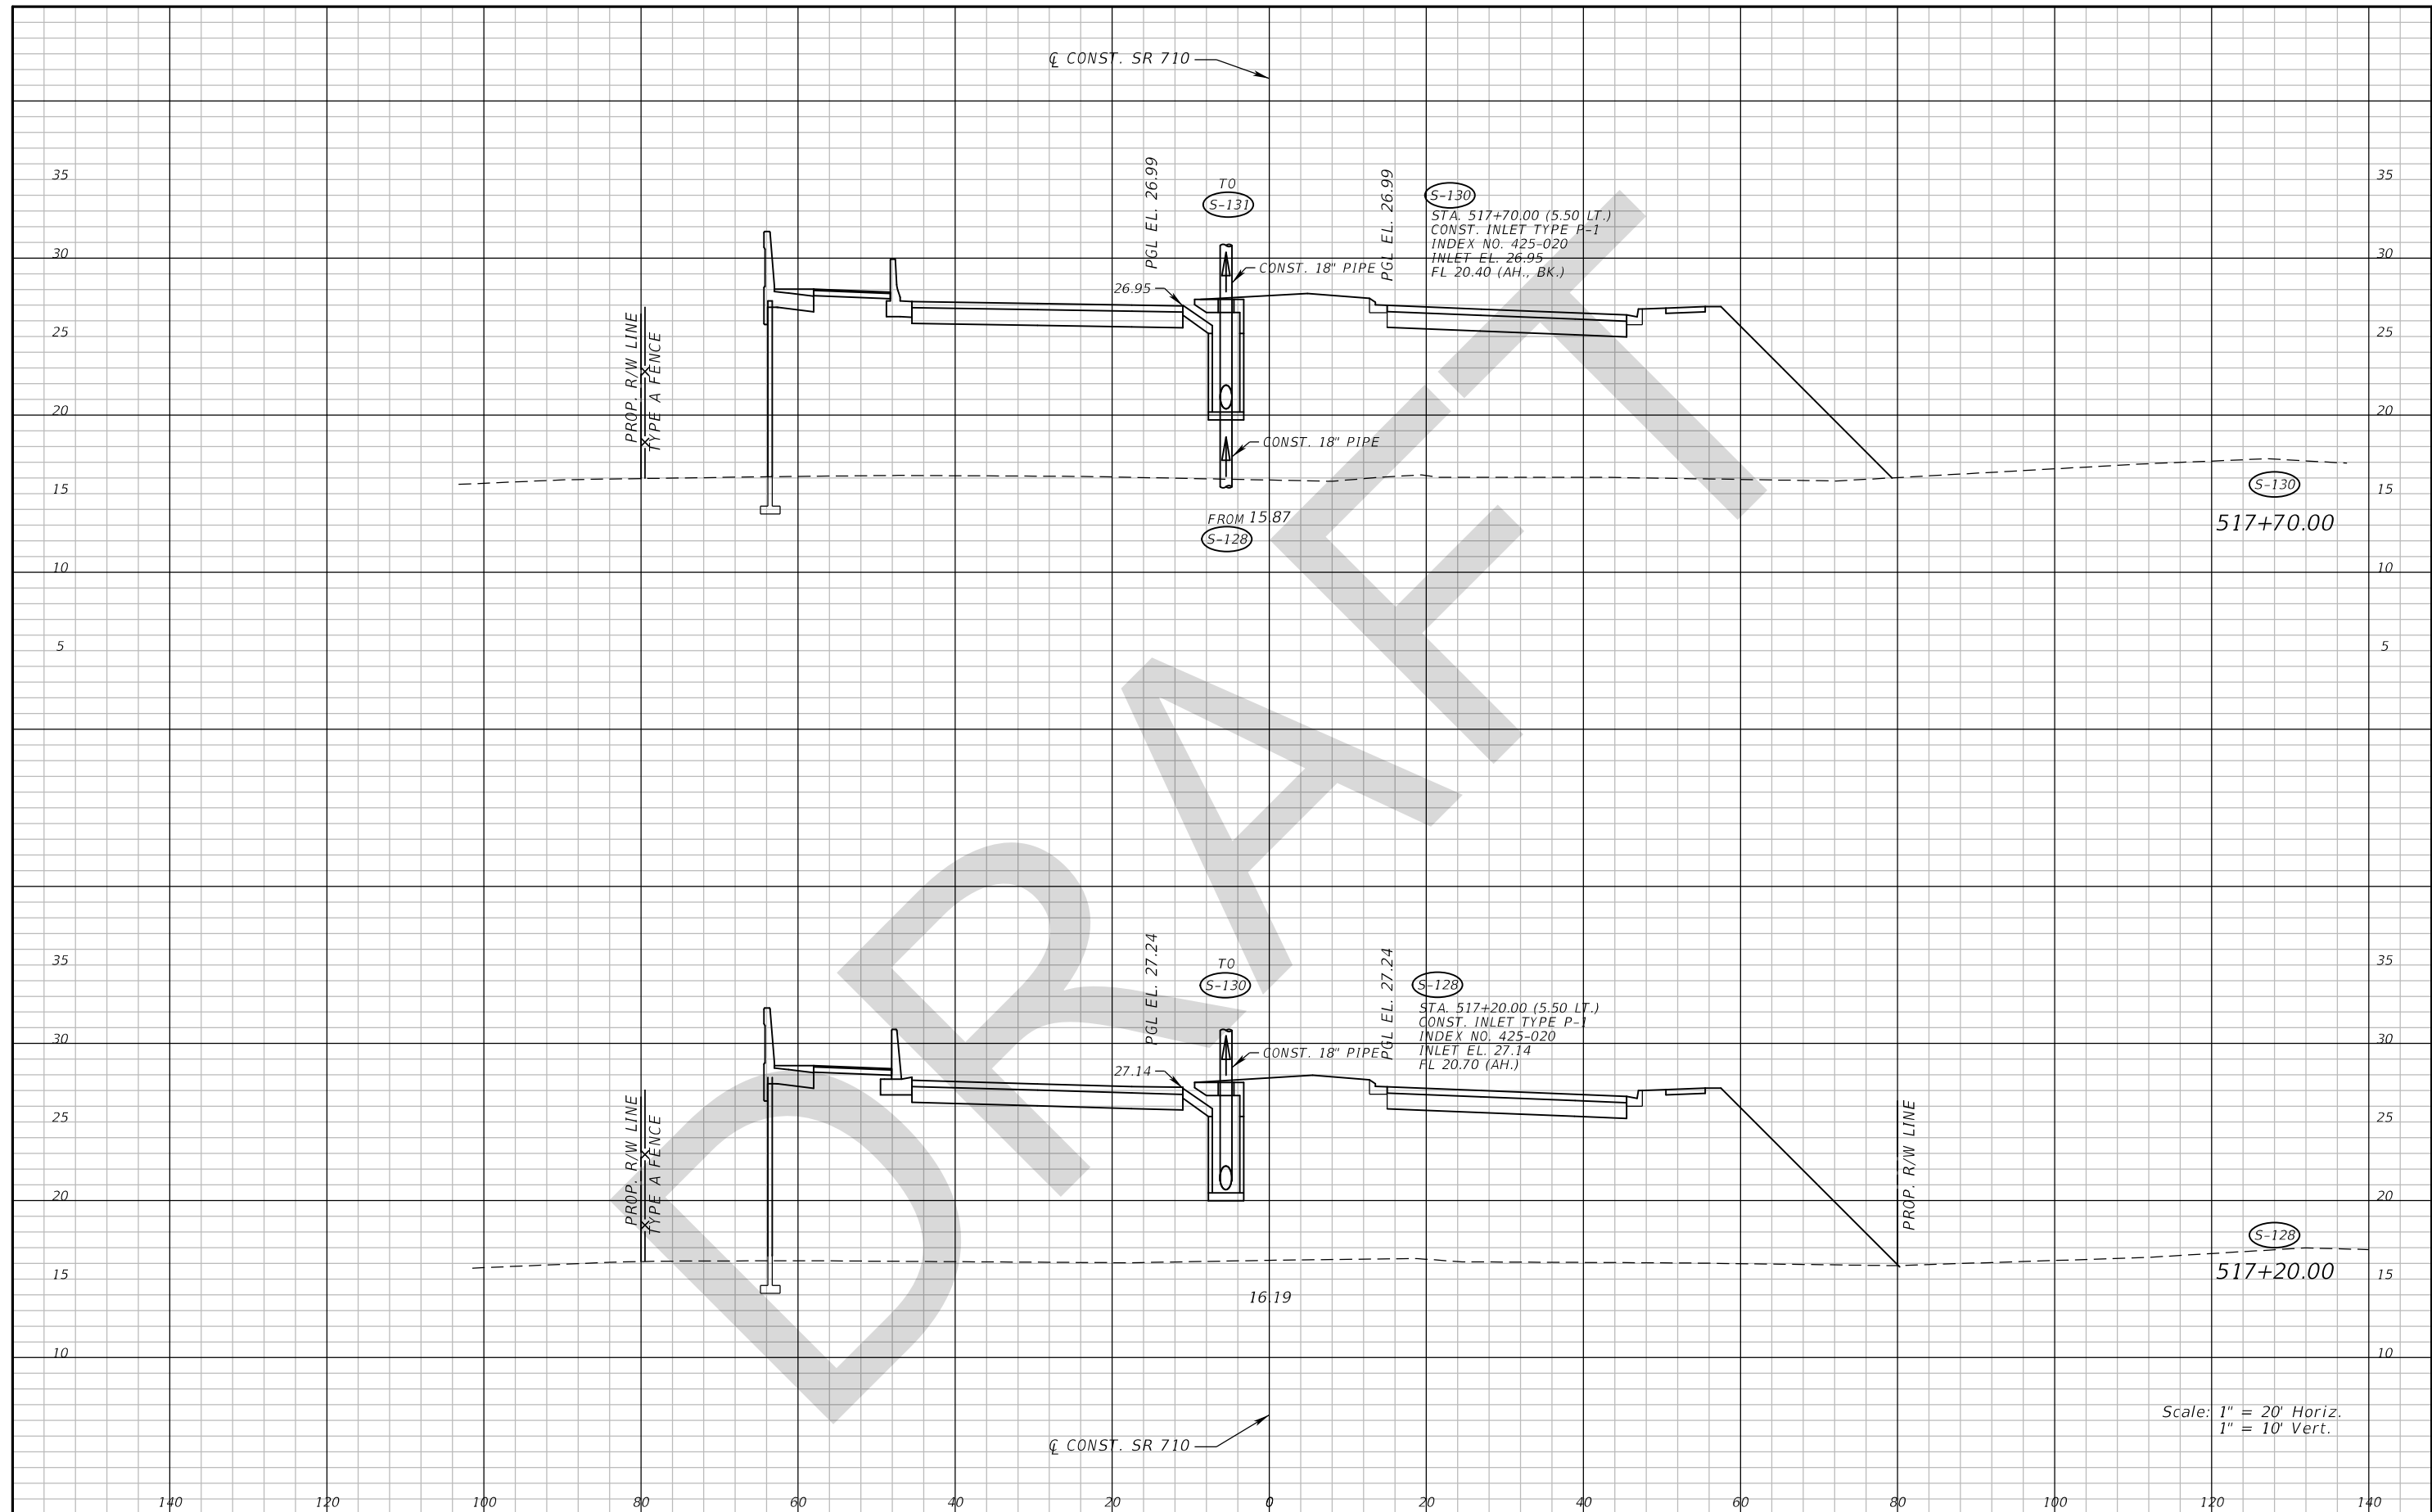 ℄ CONST. SR 710
35
30
25
20
15
10
5
PROP. R/W LINE
TYPE A FENCE
PGL EL. 26.99
TO
S-131
CONST. 18" PIPE
26.95
PGL EL. 26.99
S-130
STA. 517+70.00 (5.50 LT.)
CONST. INLET TYPE P-1
INDEX NO. 425-020
INLET EL. 26.95
FL 20.40 (AH., BK.)
CONST. 18" PIPE
FROM 15.87
S-128
35
30
25
20
15
10
5
S-130
517+70.00
DRAFT
35
30
25
20
15
10
PROP. R/W LINE
TYPE A FENCE
PGL EL. 27.24
TO
S-130
CONST. 18" PIPE
27.14
PGL EL. 27.24
S-128
STA. 517+20.00 (5.50 LT.)
CONST. INLET TYPE P-1
INDEX NO. 425-020
INLET EL. 27.14
FL 20.70 (AH.)
16.19
PROP. R/W LINE
35
30
25
20
15
10
S-128
517+20.00
℄ CONST. SR 710
Scale: 1" = 20' Horiz.
1" = 10' Vert.
140 120 100 80 60 40 20 0 20 40 60 80 100 120 140